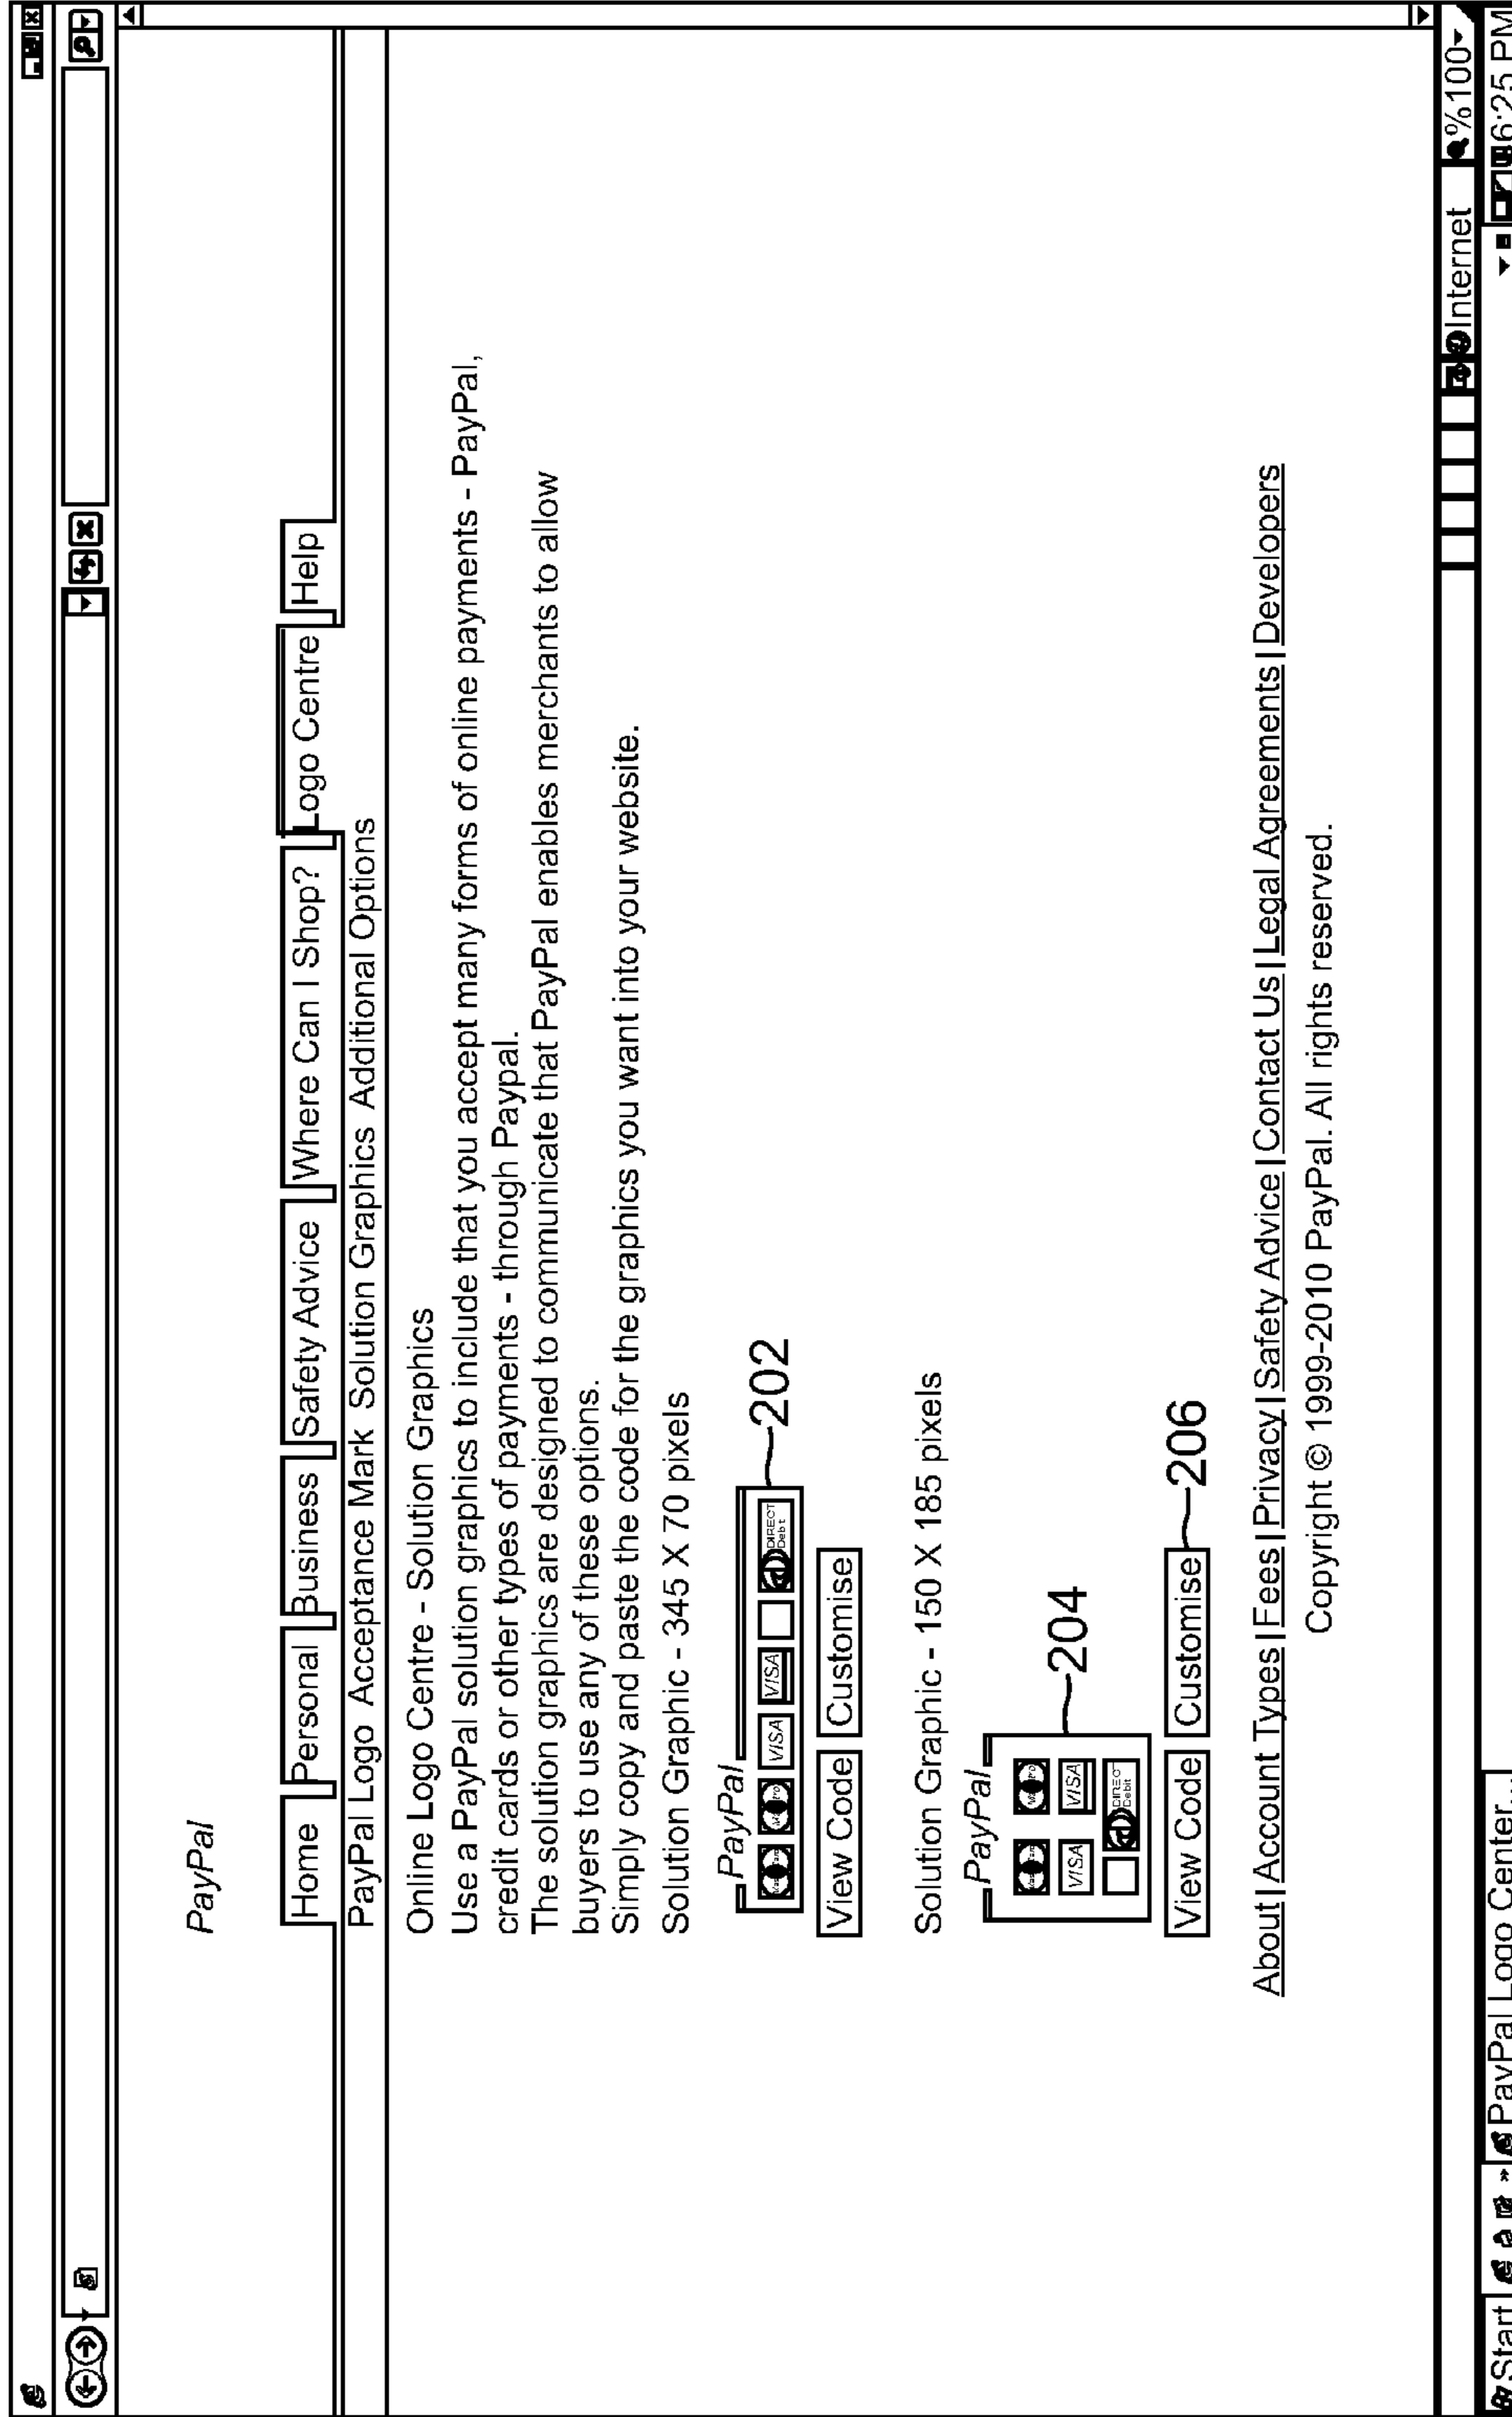 PayPal
Home Personal Business Safety Advice Where Can I Shop? Logo Centre Help
PayPal Logo Acceptance Mark Solution Graphics Additional Options
Online Logo Centre - Solution Graphics
Use a PayPal solution graphics to include that you accept many forms of online payments - PayPal,
credit cards or other types of payments - through Paypal.
The solution graphics are designed to communicate that PayPal enables merchants to allow
buyers to use any of these options.
Simply copy and paste the code for the graphics you want into your website.
Solution Graphic - 345 X 70 pixels
PayPal
VISA VISA DIRECT
Debit
202
View Code Customise
Solution Graphic - 150 X 185 pixels
PayPal
VISA VISA
DIRECT
Debit
204
View Code Customise 206
About | Account Types | Fees | Privacy | Safety Advice | Contact Us | Legal Agreements | Developers
Copyright © 1999-2010 PayPal. All rights reserved.
Internet %100
Start PayPal Logo Center... 6:25 PM